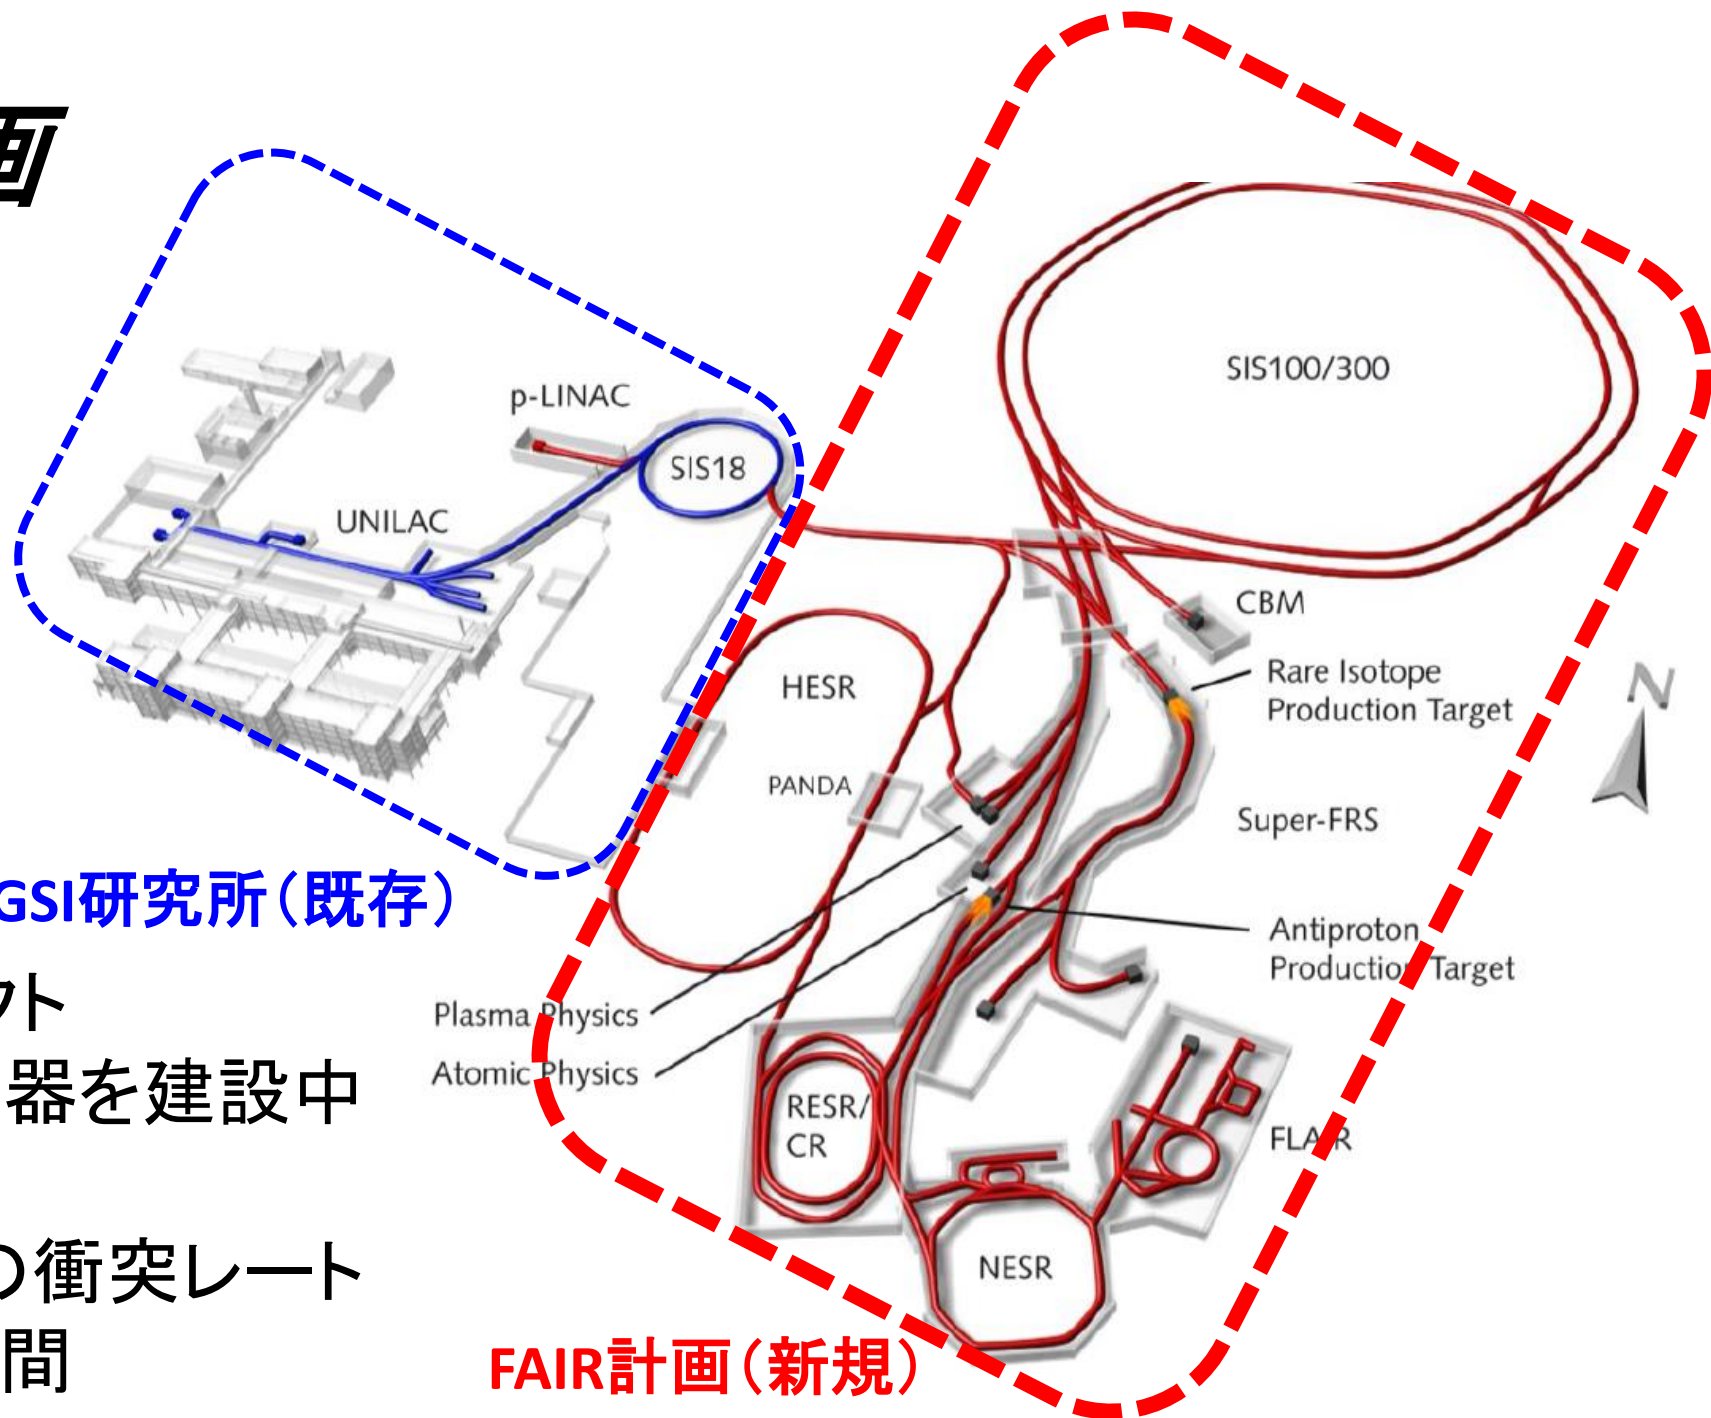 画
SIS100/300
p-LINAC
SIS18
UNILAC
CBM
Rare Isotope
Production Target
N
HESR
PANDA
Super-FRS
GSI研究所(既存)
Antiproton
Production Target
クト
Plasma Physics
Atomic Physics
器を建設中
RESR/
CR
FLAIR
の衝突レート
NESR
間
FAIR計画(新規)